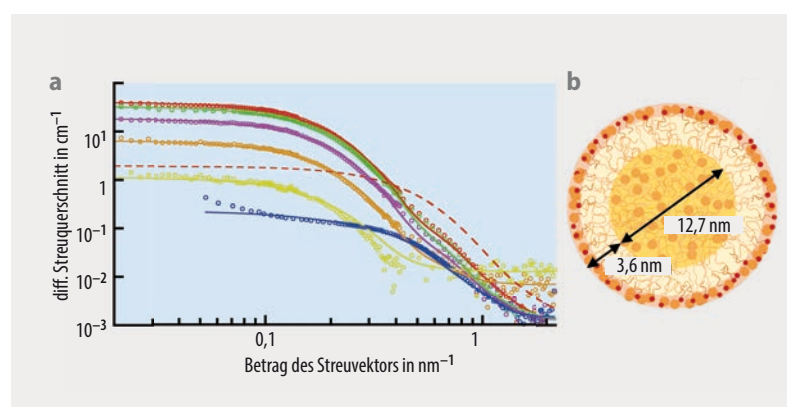 a
b
diff. Streuquerschnitt in cm⁻¹
10¹
1
10⁻¹
10⁻²
10⁻³
0,1
1
Betrag des Streuvektors in nm⁻¹
12,7 nm
3,6 nm